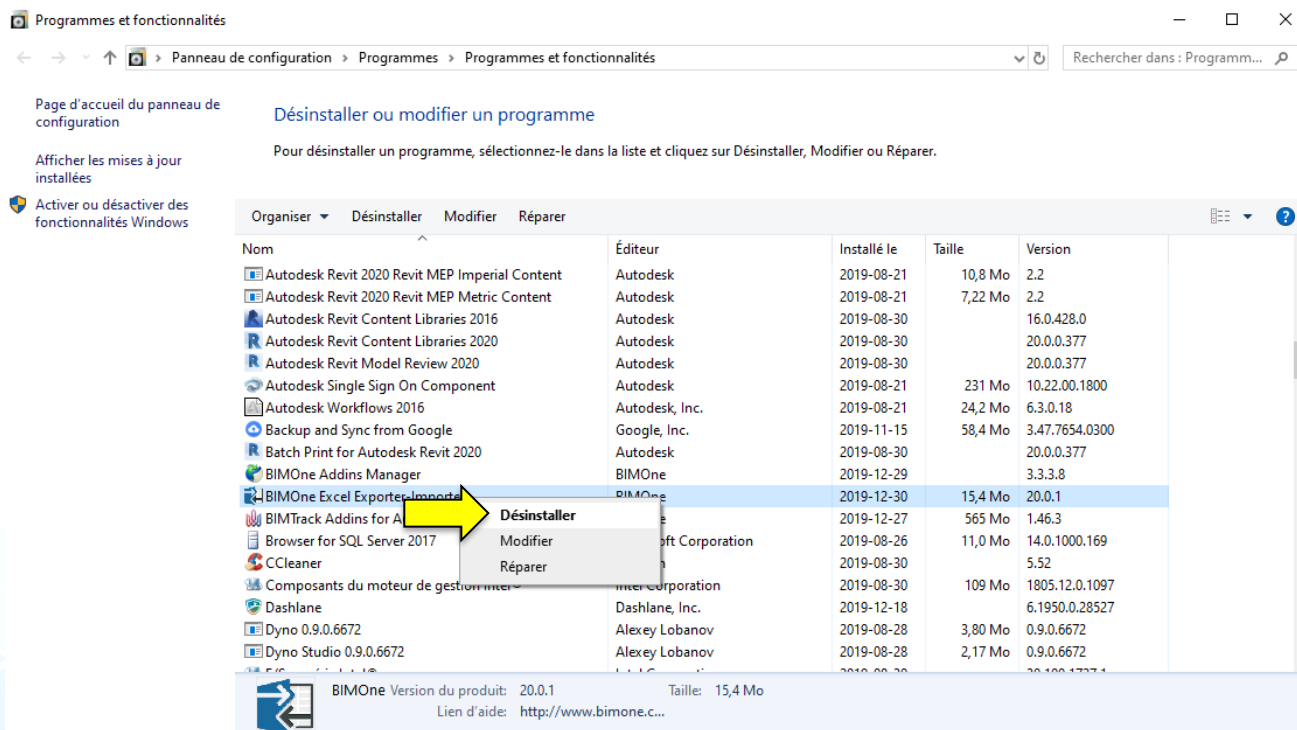 Programmes et fonctionnalités
Panneau de configuration > Programmes > Programmes et fonctionnalités
Rechercher dans : Programm...
Page d'accueil du panneau de
configuration
Afficher les mises à jour
installées
Activer ou désactiver des
fonctionnalités Windows
Désinstaller ou modifier un programme
Pour désinstaller un programme, sélectionnez-le dans la liste et cliquez sur Désinstaller, Modifier ou Réparer.
Organiser Désinstaller Modifier Réparer
Nom Éditeur Installé le Taille Version
Autodesk Revit 2020 Revit MEP Imperial Content Autodesk 2019-08-21 10,8 Mo 2.2
Autodesk Revit 2020 Revit MEP Metric Content Autodesk 2019-08-21 7,22 Mo 2.2
Autodesk Revit Content Libraries 2016 Autodesk 2019-08-30 16.0.428.0
Autodesk Revit Content Libraries 2020 Autodesk 2019-08-30 20.0.0.377
Autodesk Revit Model Review 2020 Autodesk 2019-08-30 20.0.0.377
Autodesk Single Sign On Component Autodesk 2019-08-21 231 Mo 10.22.00.1800
Autodesk Workflows 2016 Autodesk, Inc. 2019-08-21 24,2 Mo 6.3.0.18
Backup and Sync from Google Google, Inc. 2019-11-15 58,4 Mo 3.47.7654.0300
Batch Print for Autodesk Revit 2020 Autodesk 2019-08-30 20.0.0.377
BIMOne Addins Manager BIMOne 2019-12-29 3.3.3.8
BIMOne Excel Exporter-Importe BIMOne 2019-12-30 15,4 Mo 20.0.1
BIMTrack Addins for A 2019-12-27 565 Mo 1.46.3
Browser for SQL Server 2017 oft Corporation 2019-08-26 11,0 Mo 14.0.1000.169
CCleaner 2019-08-30 5.52
Composants du moteur de gestion Intel® Intel Corporation 2019-08-30 109 Mo 1805.12.0.1097
Dashlane Dashlane, Inc. 2019-12-18 6.1950.0.28527
Dyno 0.9.0.6672 Alexey Lobanov 2019-08-28 3,80 Mo 0.9.0.6672
Dyno Studio 0.9.0.6672 Alexey Lobanov 2019-08-28 2,17 Mo 0.9.0.6672
Désinstaller
Modifier
Réparer
BIMOne Version du produit: 20.0.1 Taille: 15,4 Mo
Lien d'aide: http://www.bimone.c...